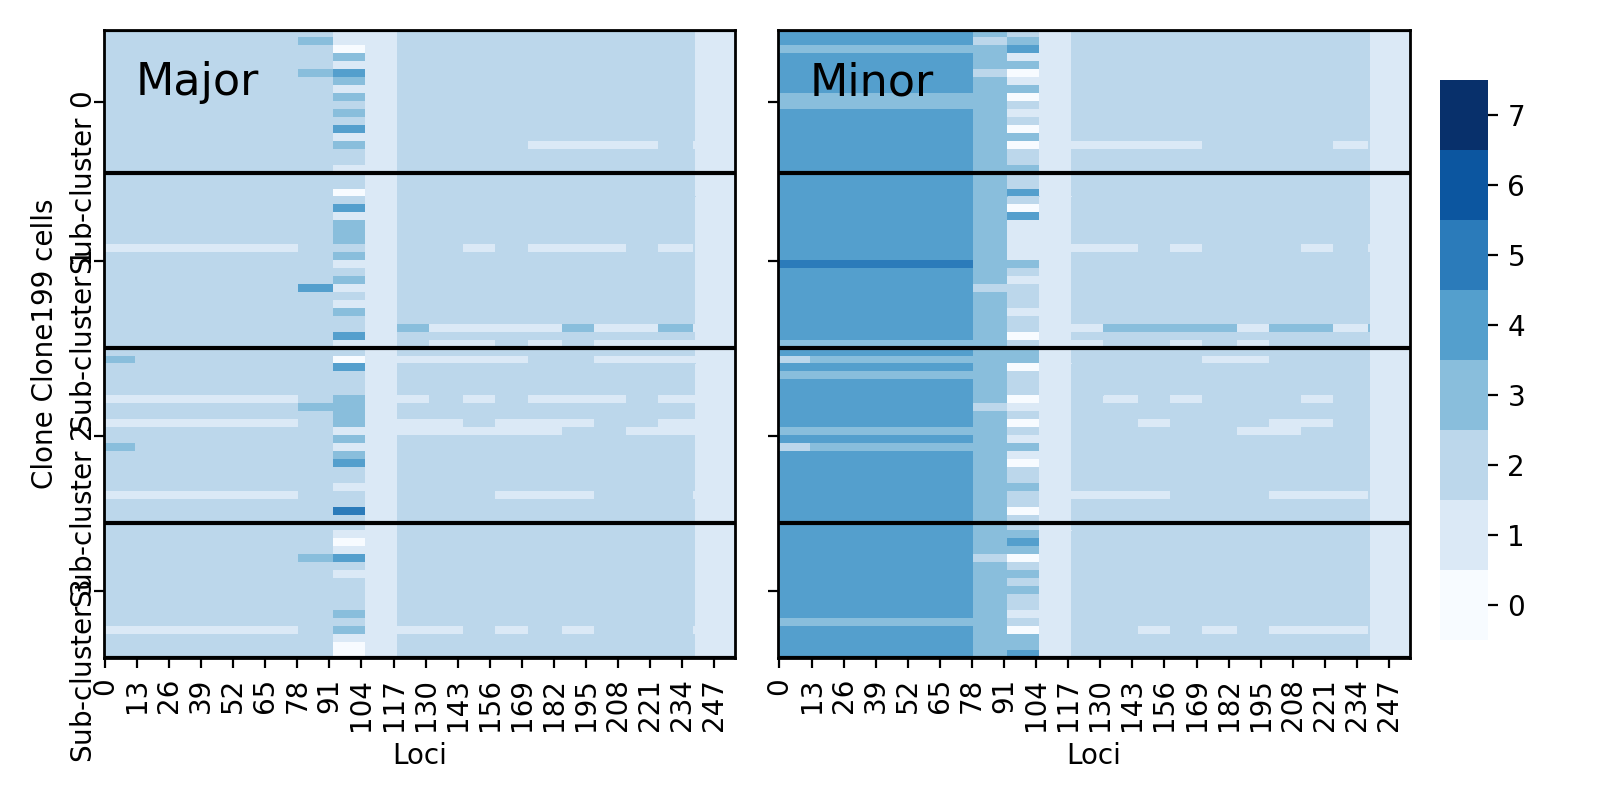 Major
Minor
Clone Clone199 cells
Sub-cluster 0
Sub-cluster 1
Sub-cluster 2
Sub-cluster 3
0 13 26 39 52 65 78 91 104 117 130 143 156 169 182 195 208 221 234 247
Loci
0 13 26 39 52 65 78 91 104 117 130 143 156 169 182 195 208 221 234 247
Loci
7
6
5
4
3
2
1
0